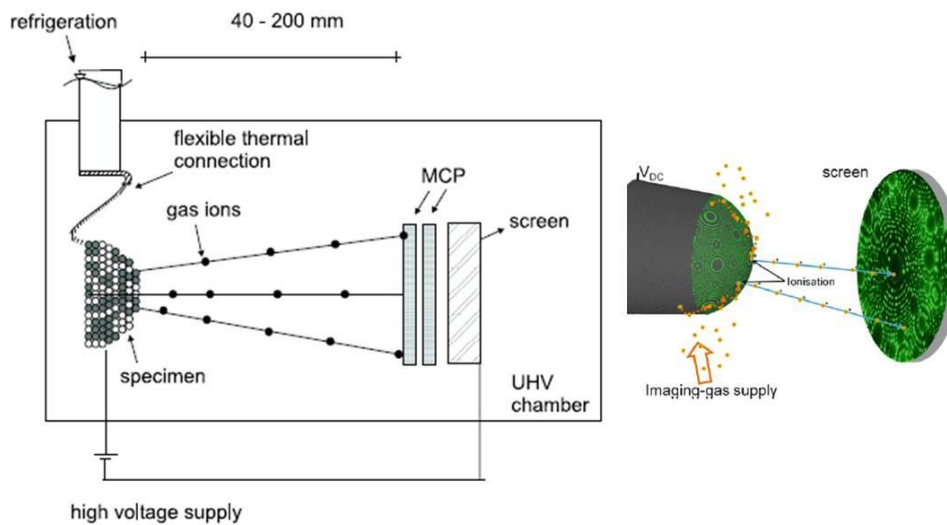 refrigeration
40 - 200 mm
flexible thermal
connection
MCP
gas ions
screen
specimen
UHV
chamber
high voltage supply
VDC
screen
Ionisation
Imaging-gas supply